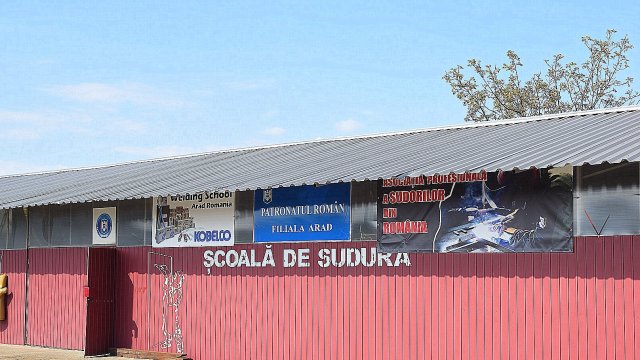 Welding School
Arad Romania
KOBELCO
PATRONATUL ROMÂN
FILIALA ARAD
ASOCIAȚIA PROFESIONALĂ
A SUDORILOR
DIN
ROMÂNIA
ȘCOALĂ DE SUDURĂ